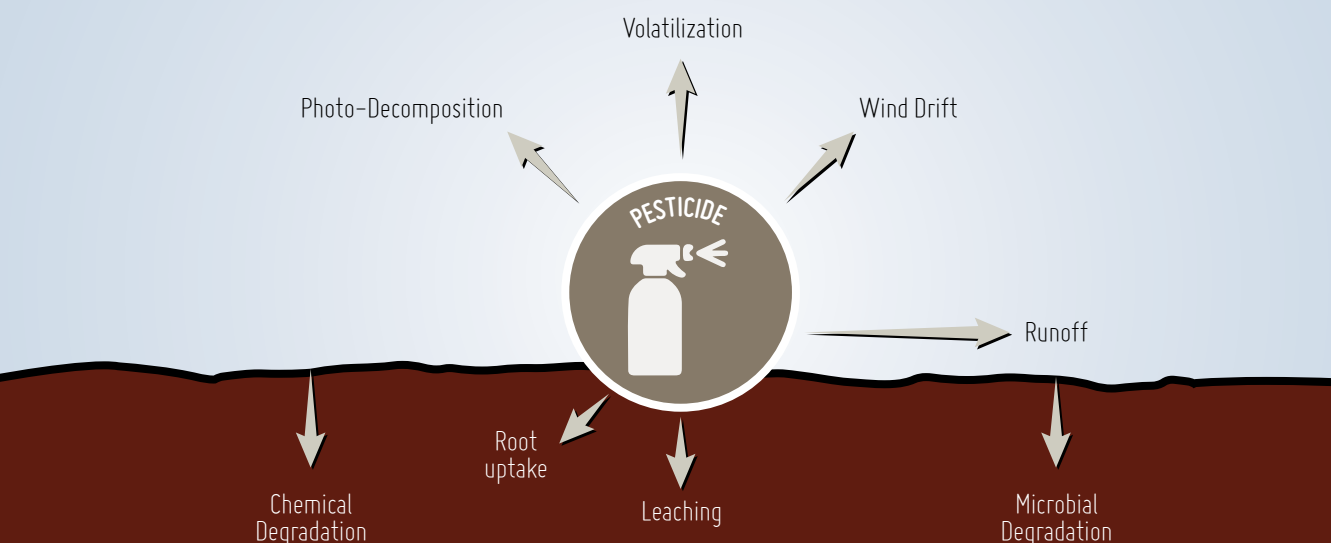 Volatilization
Photo-Decomposition
Wind Drift
PESTICIDE
Runoff
Root
uptake
Chemical
Degradation
Leaching
Microbial
Degradation